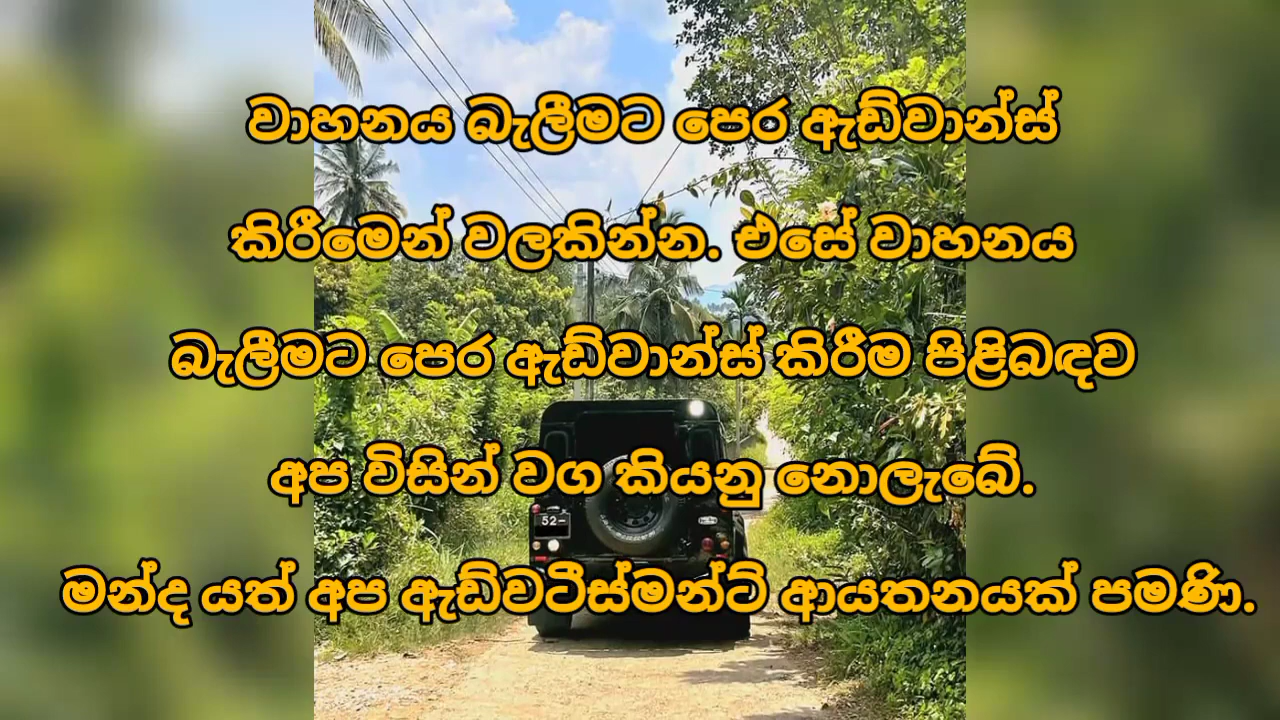 වාහනය බැලීමට පෙර ඇඩ්වාන්ස්
කිරීමෙන් වලකින්න. එසේ වාහනය
බැලීමට පෙර ඇඩ්වාන්ස් කිරීම පිළිබඳව
අප විසින් වග කියනු නොලැබේ.
52-
මන්ද යත් අප ඇඩ්වටීස්මන්ට් ආයතනයක් පමණි.